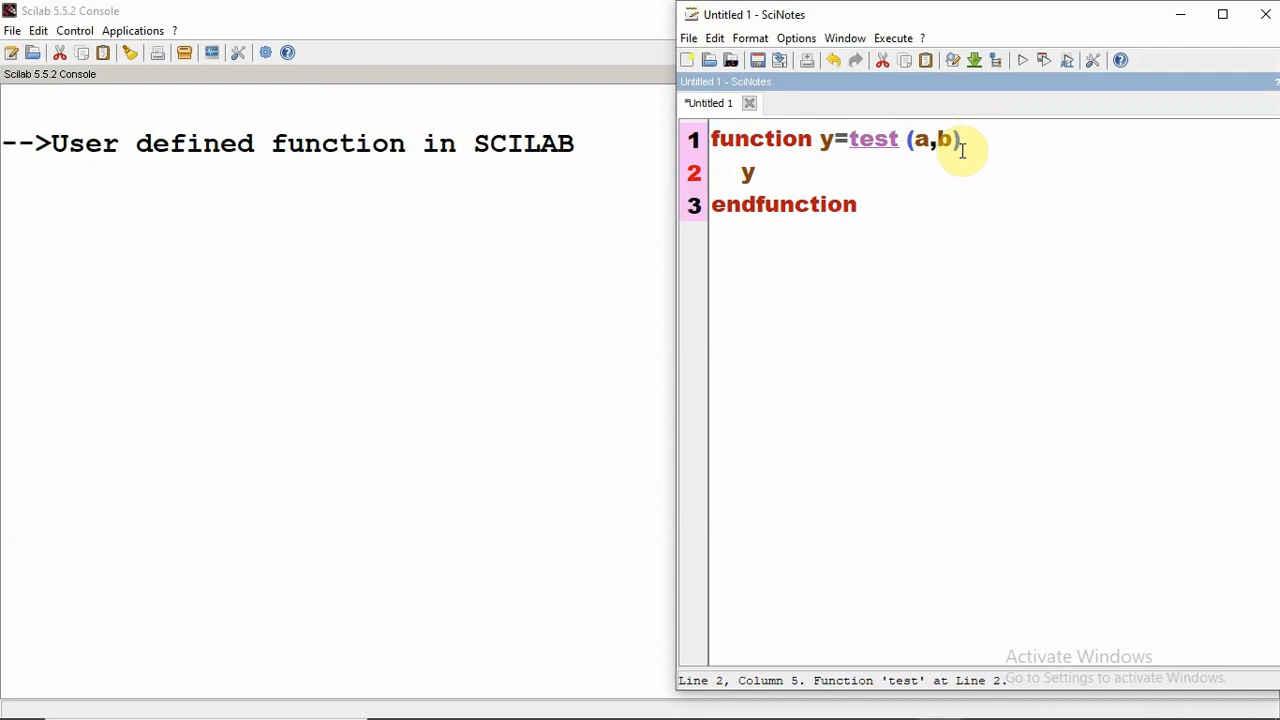 Scilab 5.5.2 Console
File Edit Control Applications ?
Scilab 5.5.2 Console
-->User defined function in SCILAB
Untitled 1 - SciNotes
File Edit Format Options Window Execute ?
Untitled 1 - SciNotes
?
*Untitled 1
1 function y=test (a,b)
2 y
3 endfunction
Activate Windows
Go to Settings to activate Windows.
Line 2, Column 5. Function 'test' at Line 2.